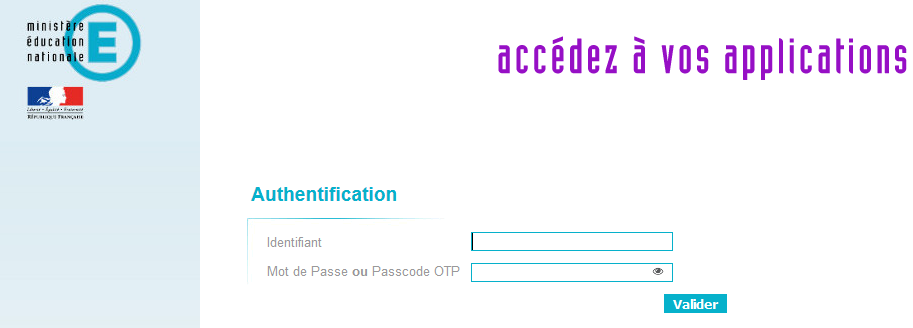 ministère
éducation
nationale
E
Liberté • Égalité • Fraternité
RÉPUBLIQUE FRANÇAISE
accédez à vos applications
Authentification
Identifiant
Mot de Passe ou Passcode OTP
Valider